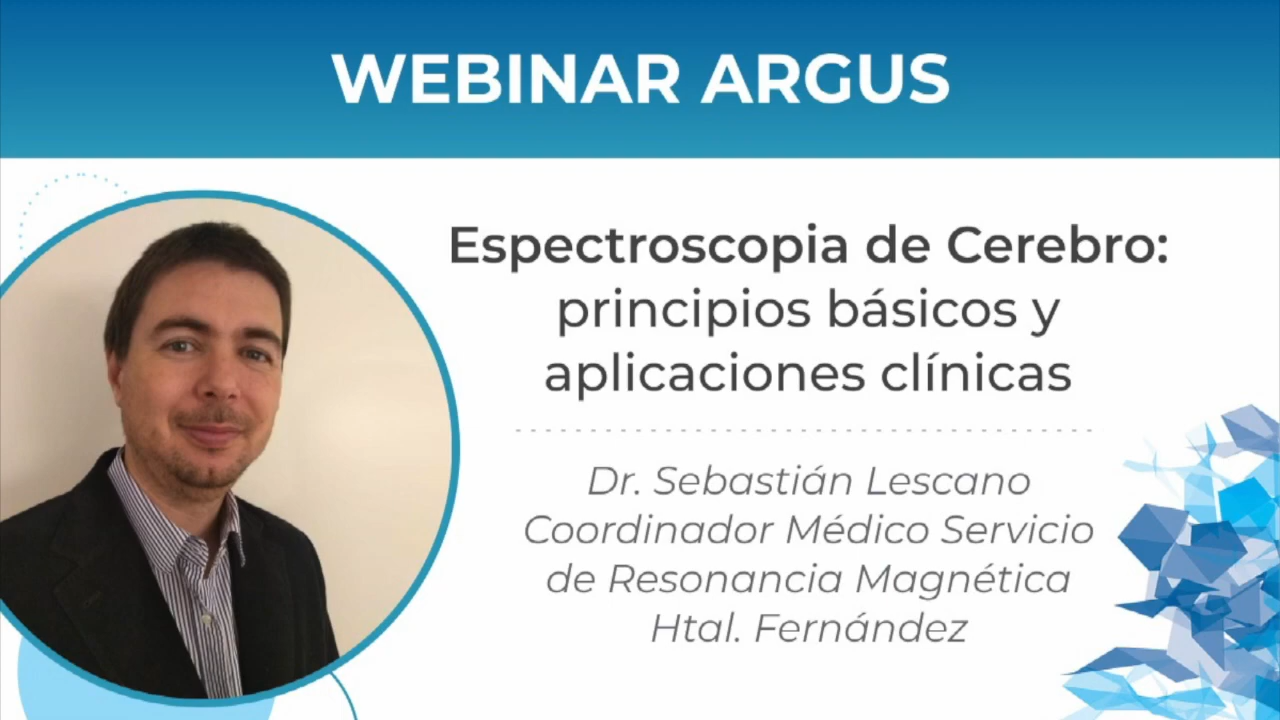 WEBINAR ARGUS
Espectroscopia de Cerebro:
principios básicos y
aplicaciones clínicas
Dr. Sebastián Lescano
Coordinador Médico Servicio
de Resonancia Magnética
Htal. Fernández